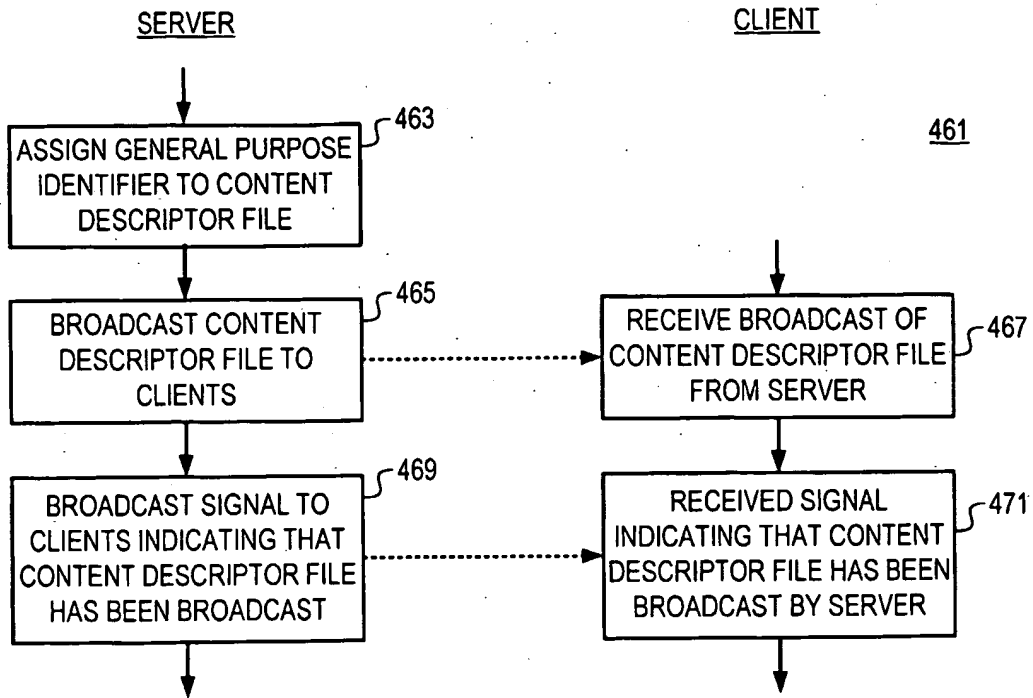 SERVER
CLIENT
461
463
ASSIGN GENERAL PURPOSE
IDENTIFIER TO CONTENT
DESCRIPTOR FILE
465
BROADCAST CONTENT
DESCRIPTOR FILE TO
CLIENTS
467
RECEIVE BROADCAST OF
CONTENT DESCRIPTOR FILE
FROM SERVER
469
BROADCAST SIGNAL TO
CLIENTS INDICATING THAT
CONTENT DESCRIPTOR FILE
HAS BEEN BROADCAST
471
RECEIVED SIGNAL
INDICATING THAT CONTENT
DESCRIPTOR FILE HAS BEEN
BROADCAST BY SERVER